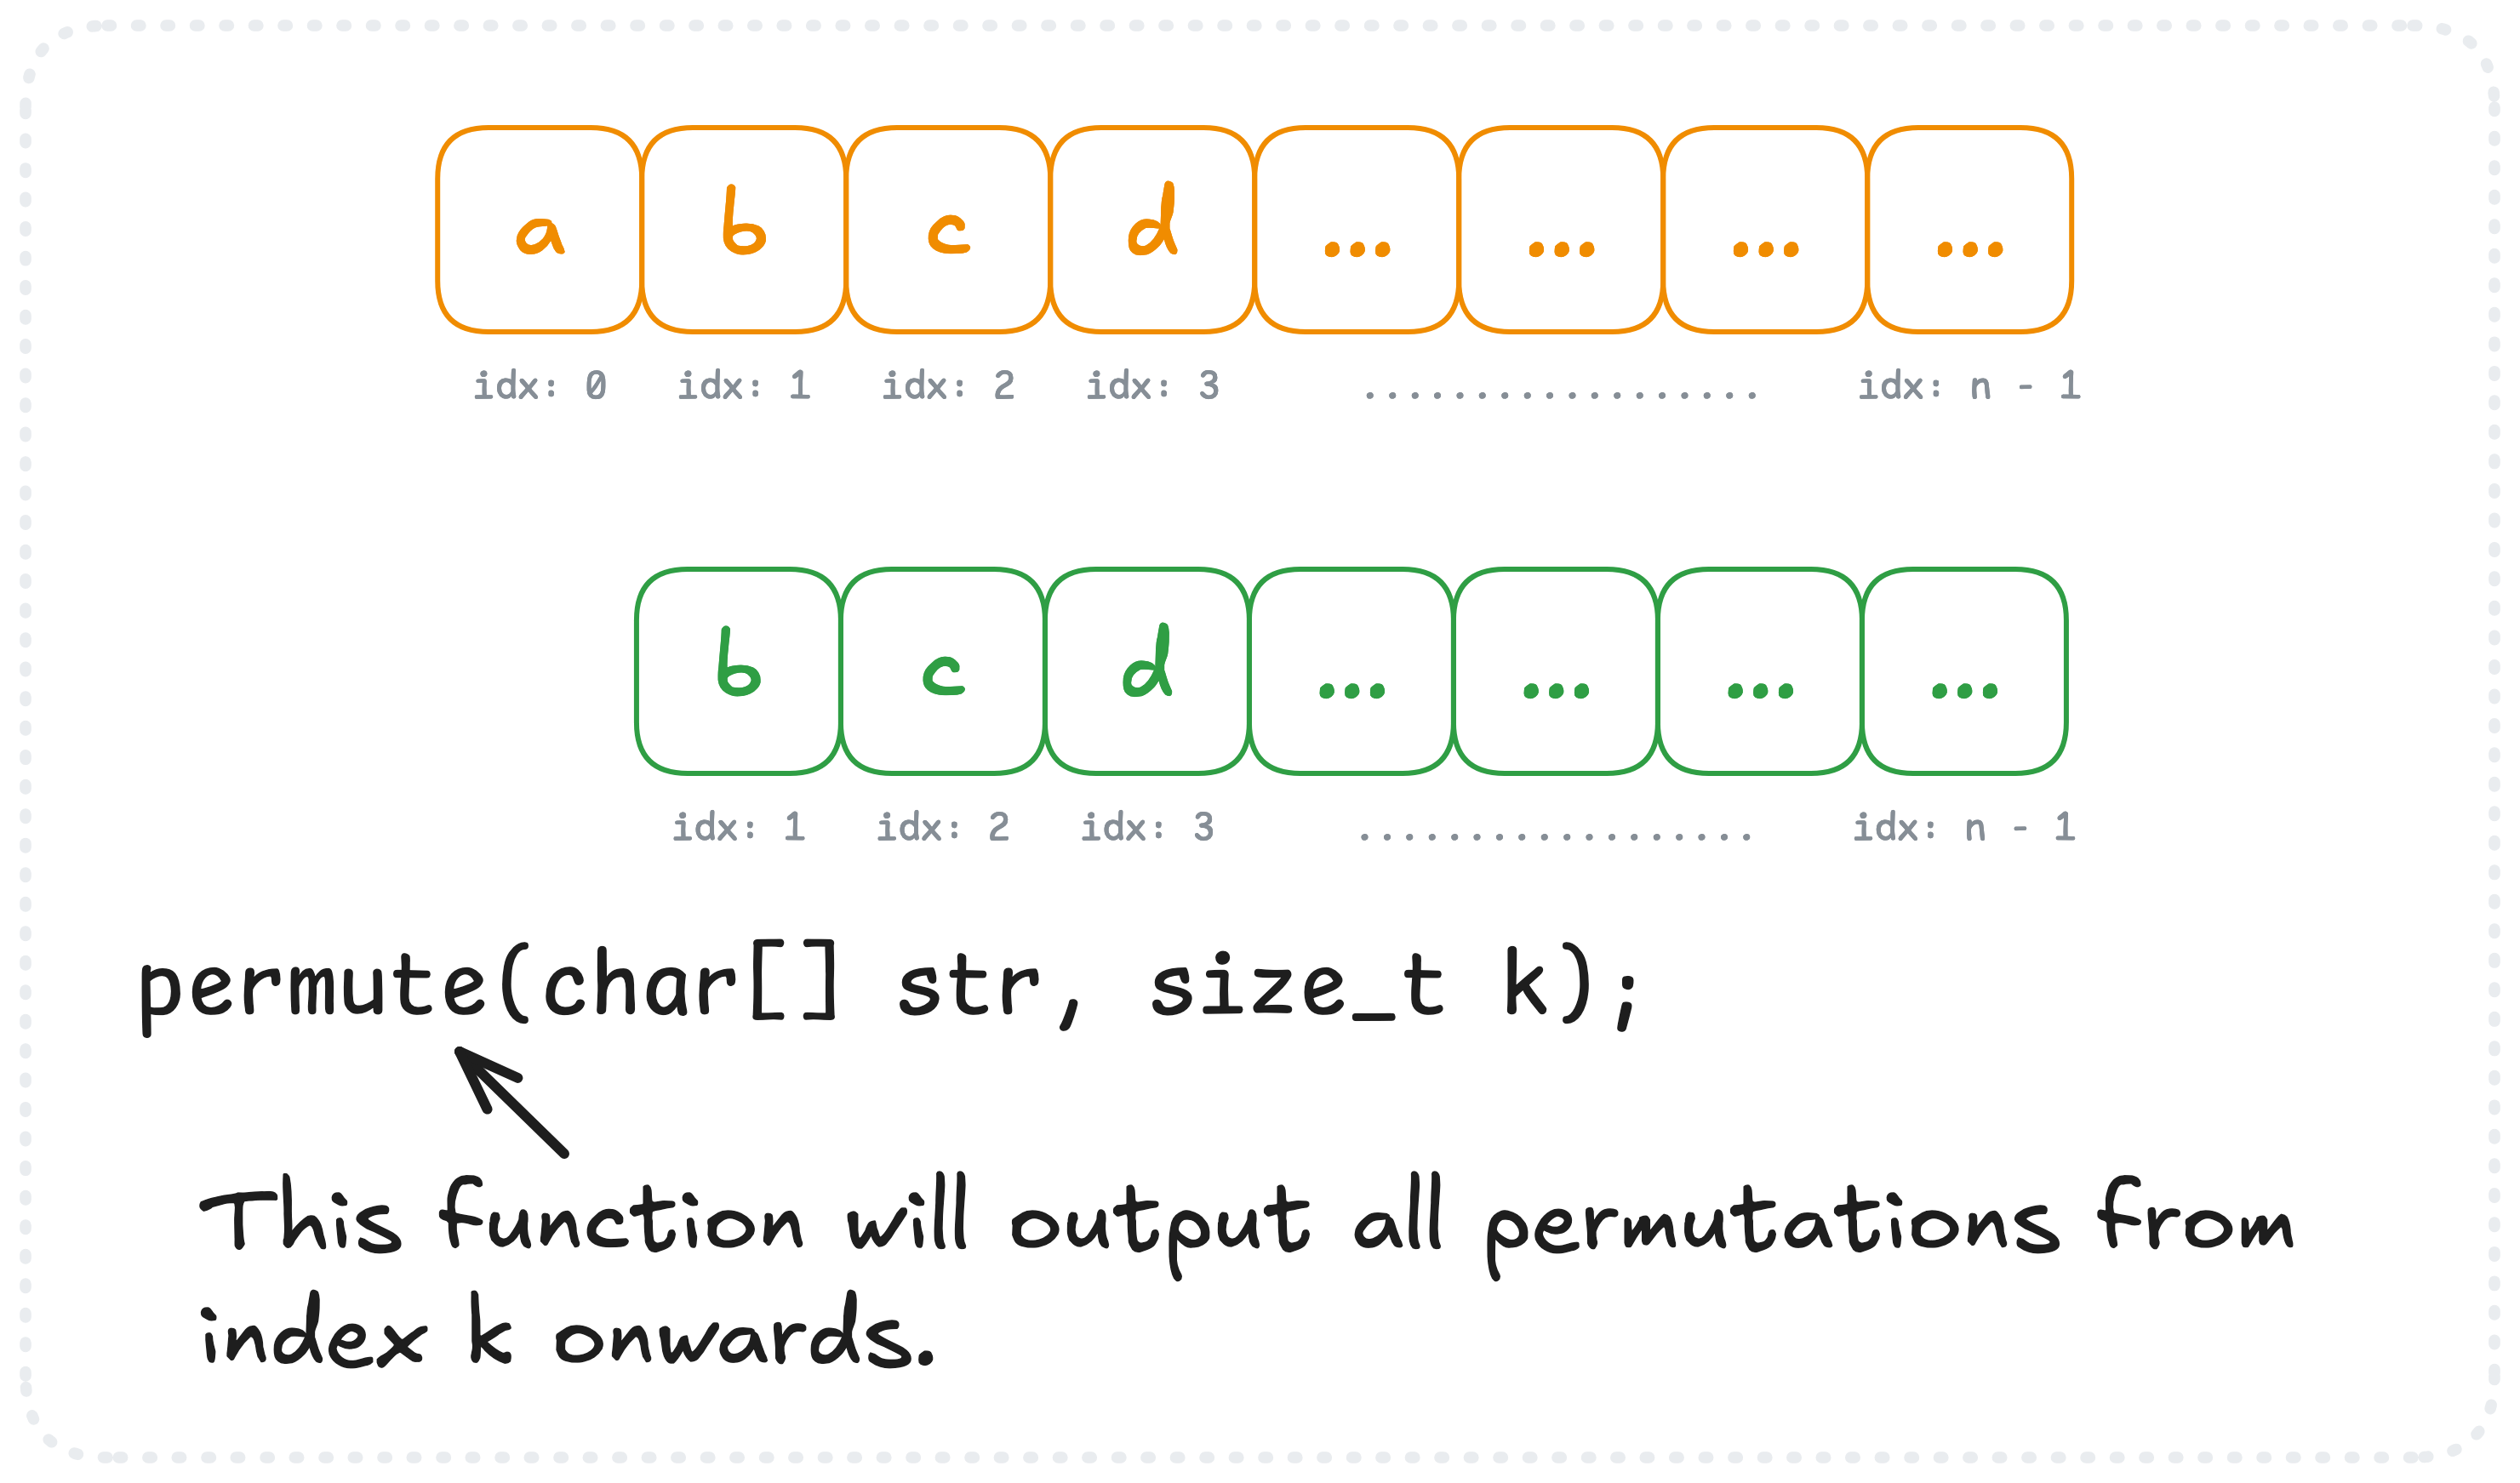 a b c d ... ... ... ...
idx: 0 idx: 1 idx: 2 idx: 3 .................. idx: n - 1
b c d ... ... ... ...
idx: 1 idx: 2 idx: 3 .................. idx: n - 1
permute(char[] str, size_t k);
This function will output all permutations from
index k onwards.